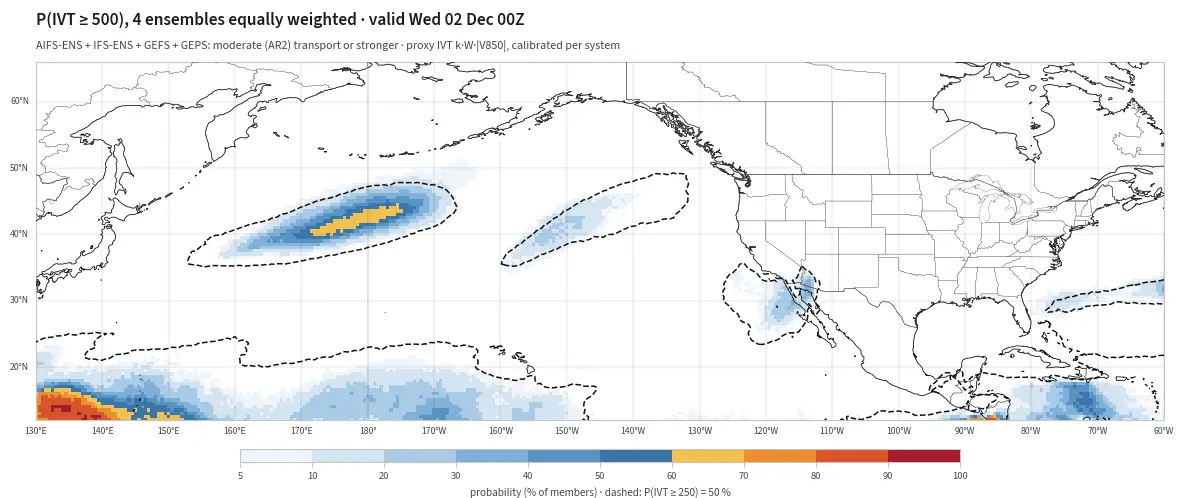 P(IVT ≥ 500), 4 ensembles equally weighted · valid Wed 02 Dec 00Z
AIFS-ENS + IFS-ENS + GEFS + GEPS: moderate (AR2) transport or stronger · proxy IVT k·W·|V850|, calibrated per system
60°N
50°N
40°N
30°N
20°N
130°E 140°E 150°E 160°E 170°E 180° 170°W 160°W 150°W 140°W 130°W 120°W 110°W 100°W 90°W 80°W 70°W 60°W
5 10 20 30 40 50 60 70 80 90 100
probability (% of members) · dashed: P(IVT ≥ 250) = 50 %